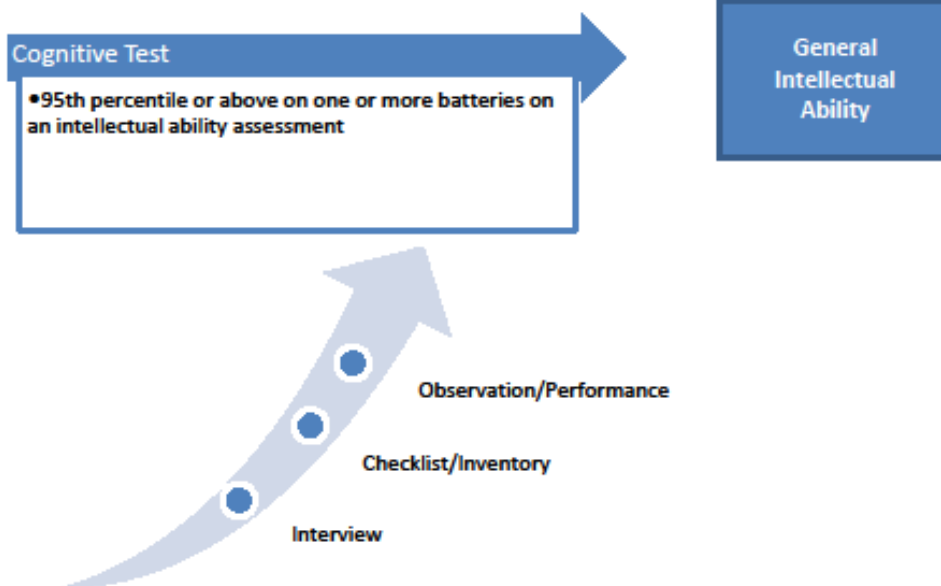 Cognitive Test
•95th percentile or above on one or more batteries on
an intellectual ability assessment
General
Intellectual
Ability
Observation/Performance
Checklist/Inventory
Interview